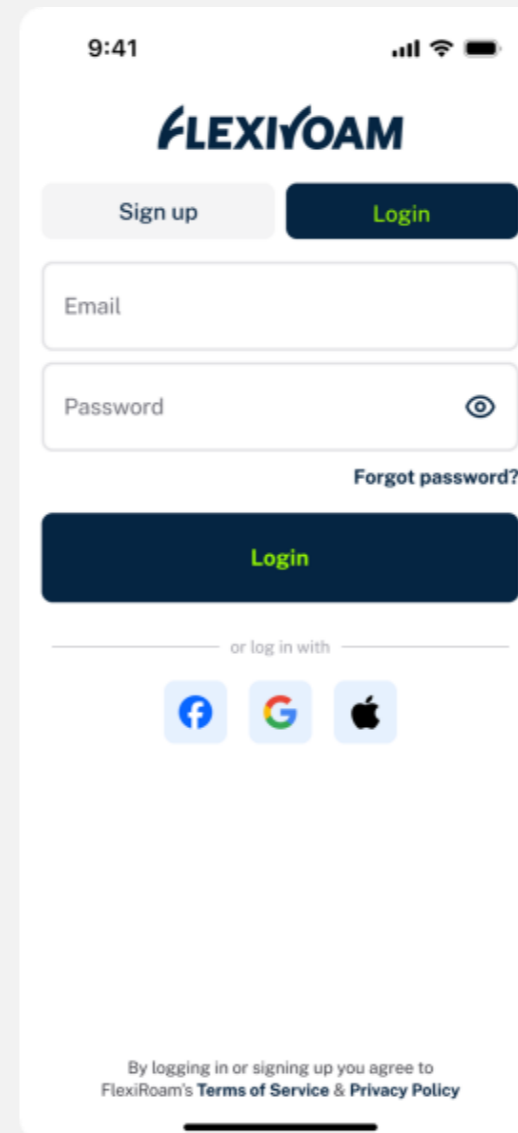 9:41
FLEXIROAM
Sign up
Login
Email
Password
Forgot password?
Login
or log in with
By logging in or signing up you agree to
FlexiRoam's Terms of Service & Privacy Policy